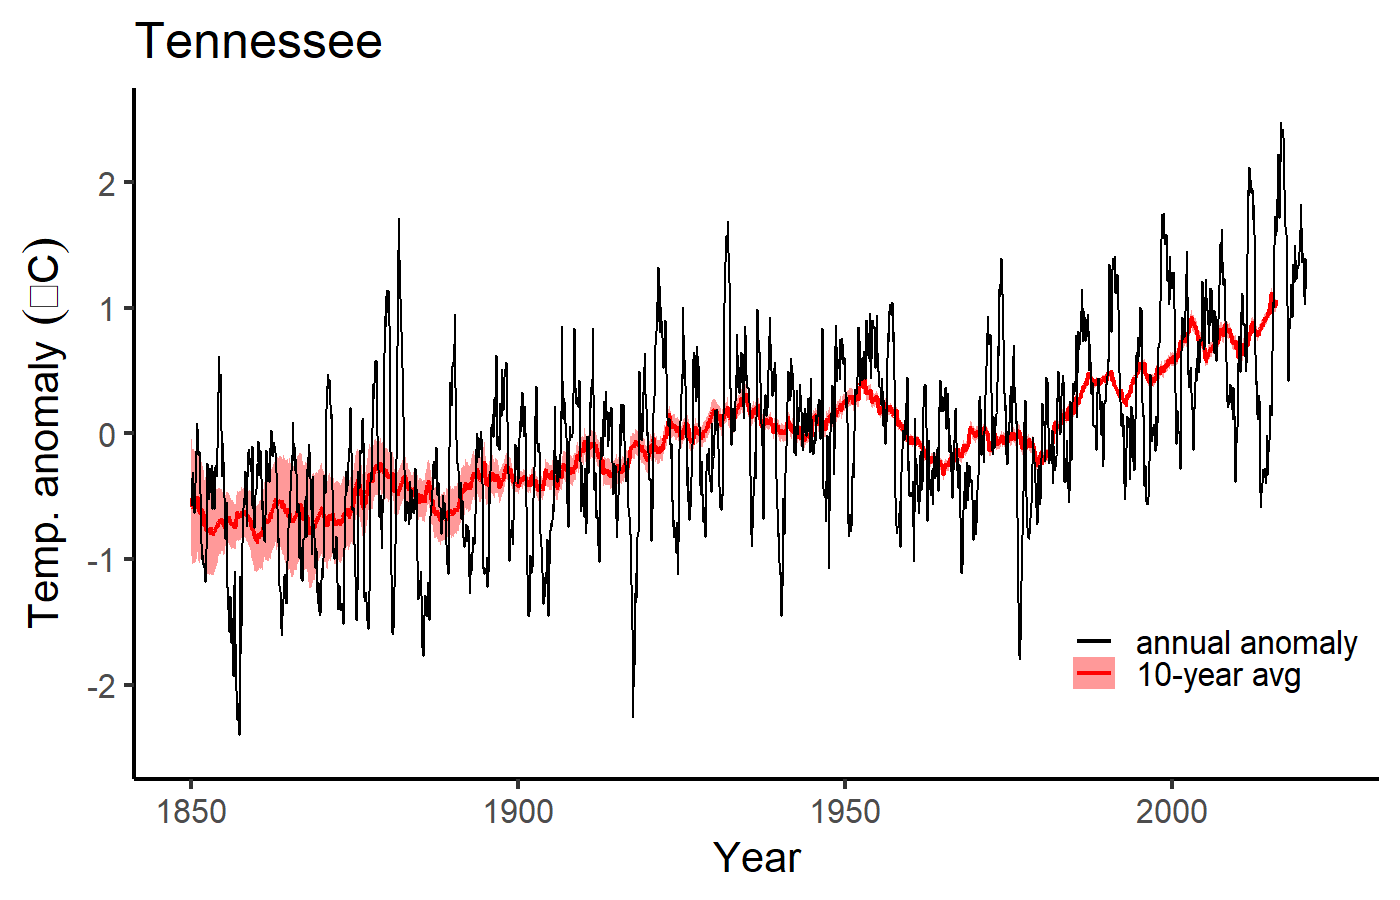 Tennessee
Temp. anomaly (□C)
2
1
0
-1
-2
annual anomaly
10-year avg
1850 1900 1950 2000
Year